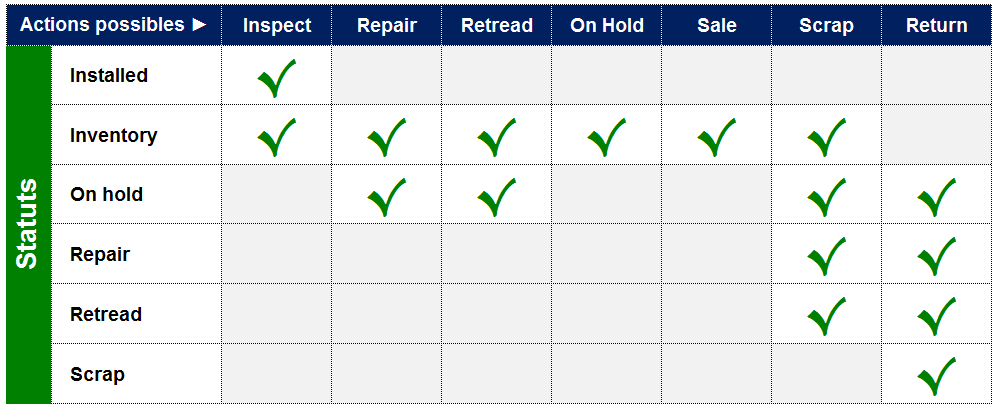 Actions possibles ► Inspect Repair Retread On Hold Sale Scrap Return
Statuts
Installed ✓
Inventory ✓ ✓ ✓ ✓ ✓ ✓
On hold ✓ ✓ ✓ ✓
Repair ✓ ✓
Retread ✓ ✓
Scrap ✓